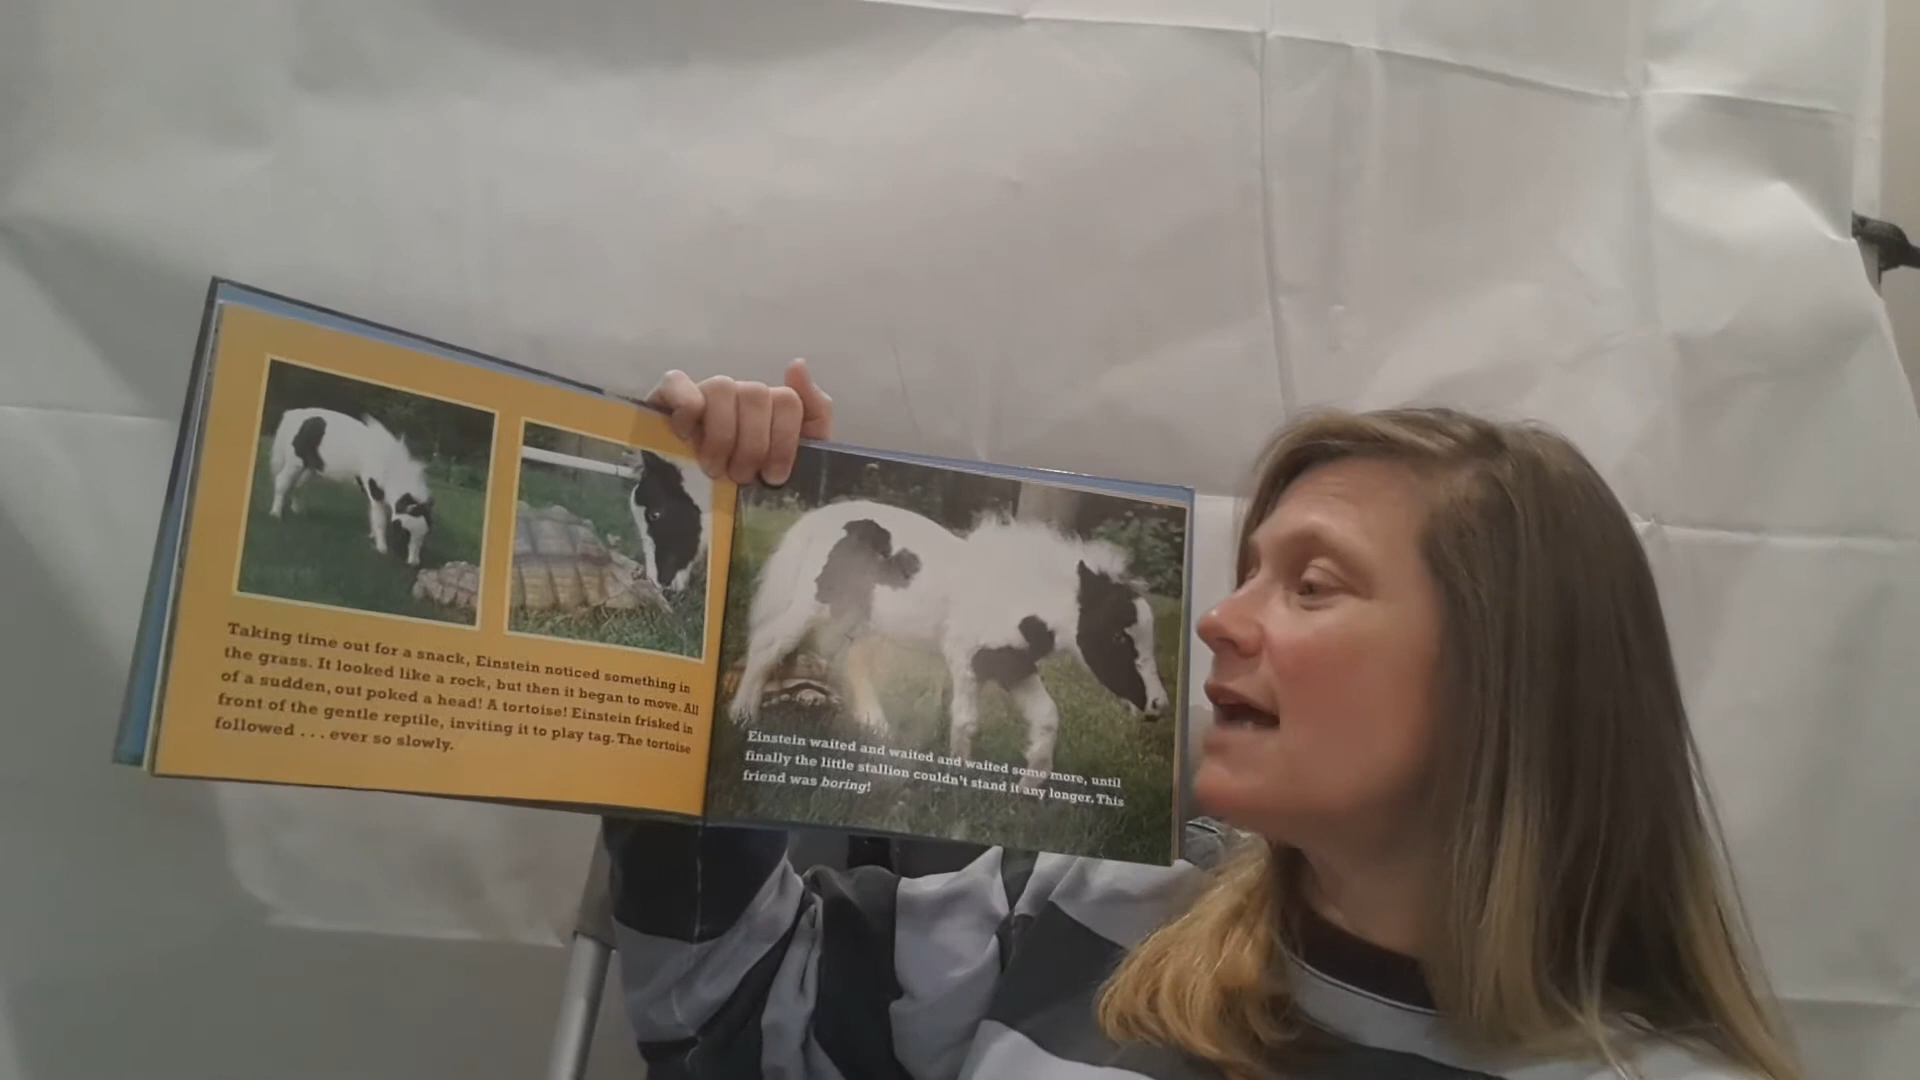 Taking time out for a snack, Einstein noticed something in
the grass. It looked like a rock, but then it began to move. All
of a sudden, out poked a head! A tortoise! Einstein frisked in
front of the gentle reptile, inviting it to play tag. The tortoise
followed . . . ever so slowly.
Einstein waited and waited and waited some more, until
finally the little stallion couldn't stand it any longer. This
friend was boring!